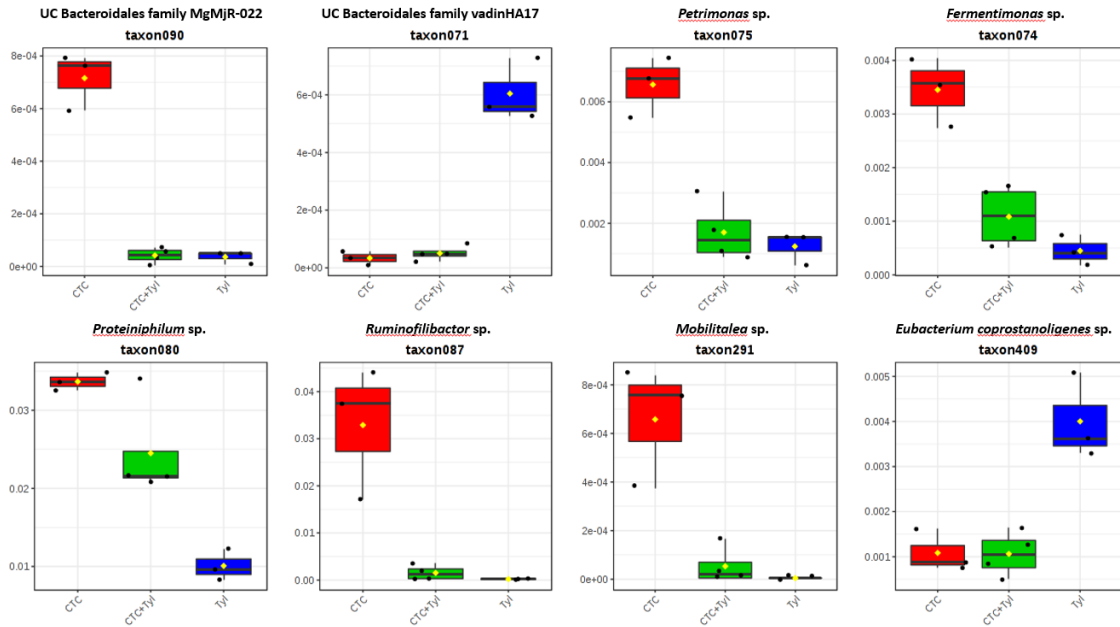 UC Bacteroidales family MgMjR-022
taxon090
8e-04
6e-04
4e-04
2e-04
0e+00
CTC
CTC+Tyl
Tyl
UC Bacteroidales family vadinHA17
taxon071
6e-04
4e-04
2e-04
0e+00
CTC
CTC+Tyl
Tyl
Petrimonas sp.
taxon075
0.006
0.004
0.002
CTC
CTC+Tyl
Tyl
Fermentimonas sp.
taxon074
0.004
0.003
0.002
0.001
0.000
CTC
CTC+Tyl
Tyl
Proteiniphilum sp.
taxon080
0.03
0.02
0.01
CTC
CTC+Tyl
Tyl
Ruminofilibactor sp.
taxon087
0.04
0.03
0.02
0.01
0.00
CTC
CTC+Tyl
Tyl
Mobilitalea sp.
taxon291
8e-04
6e-04
4e-04
2e-04
0e+00
CTC
CTC+Tyl
Tyl
Eubacterium coprostanoligenes sp.
taxon409
0.005
0.004
0.003
0.002
0.001
CTC
CTC+Tyl
Tyl